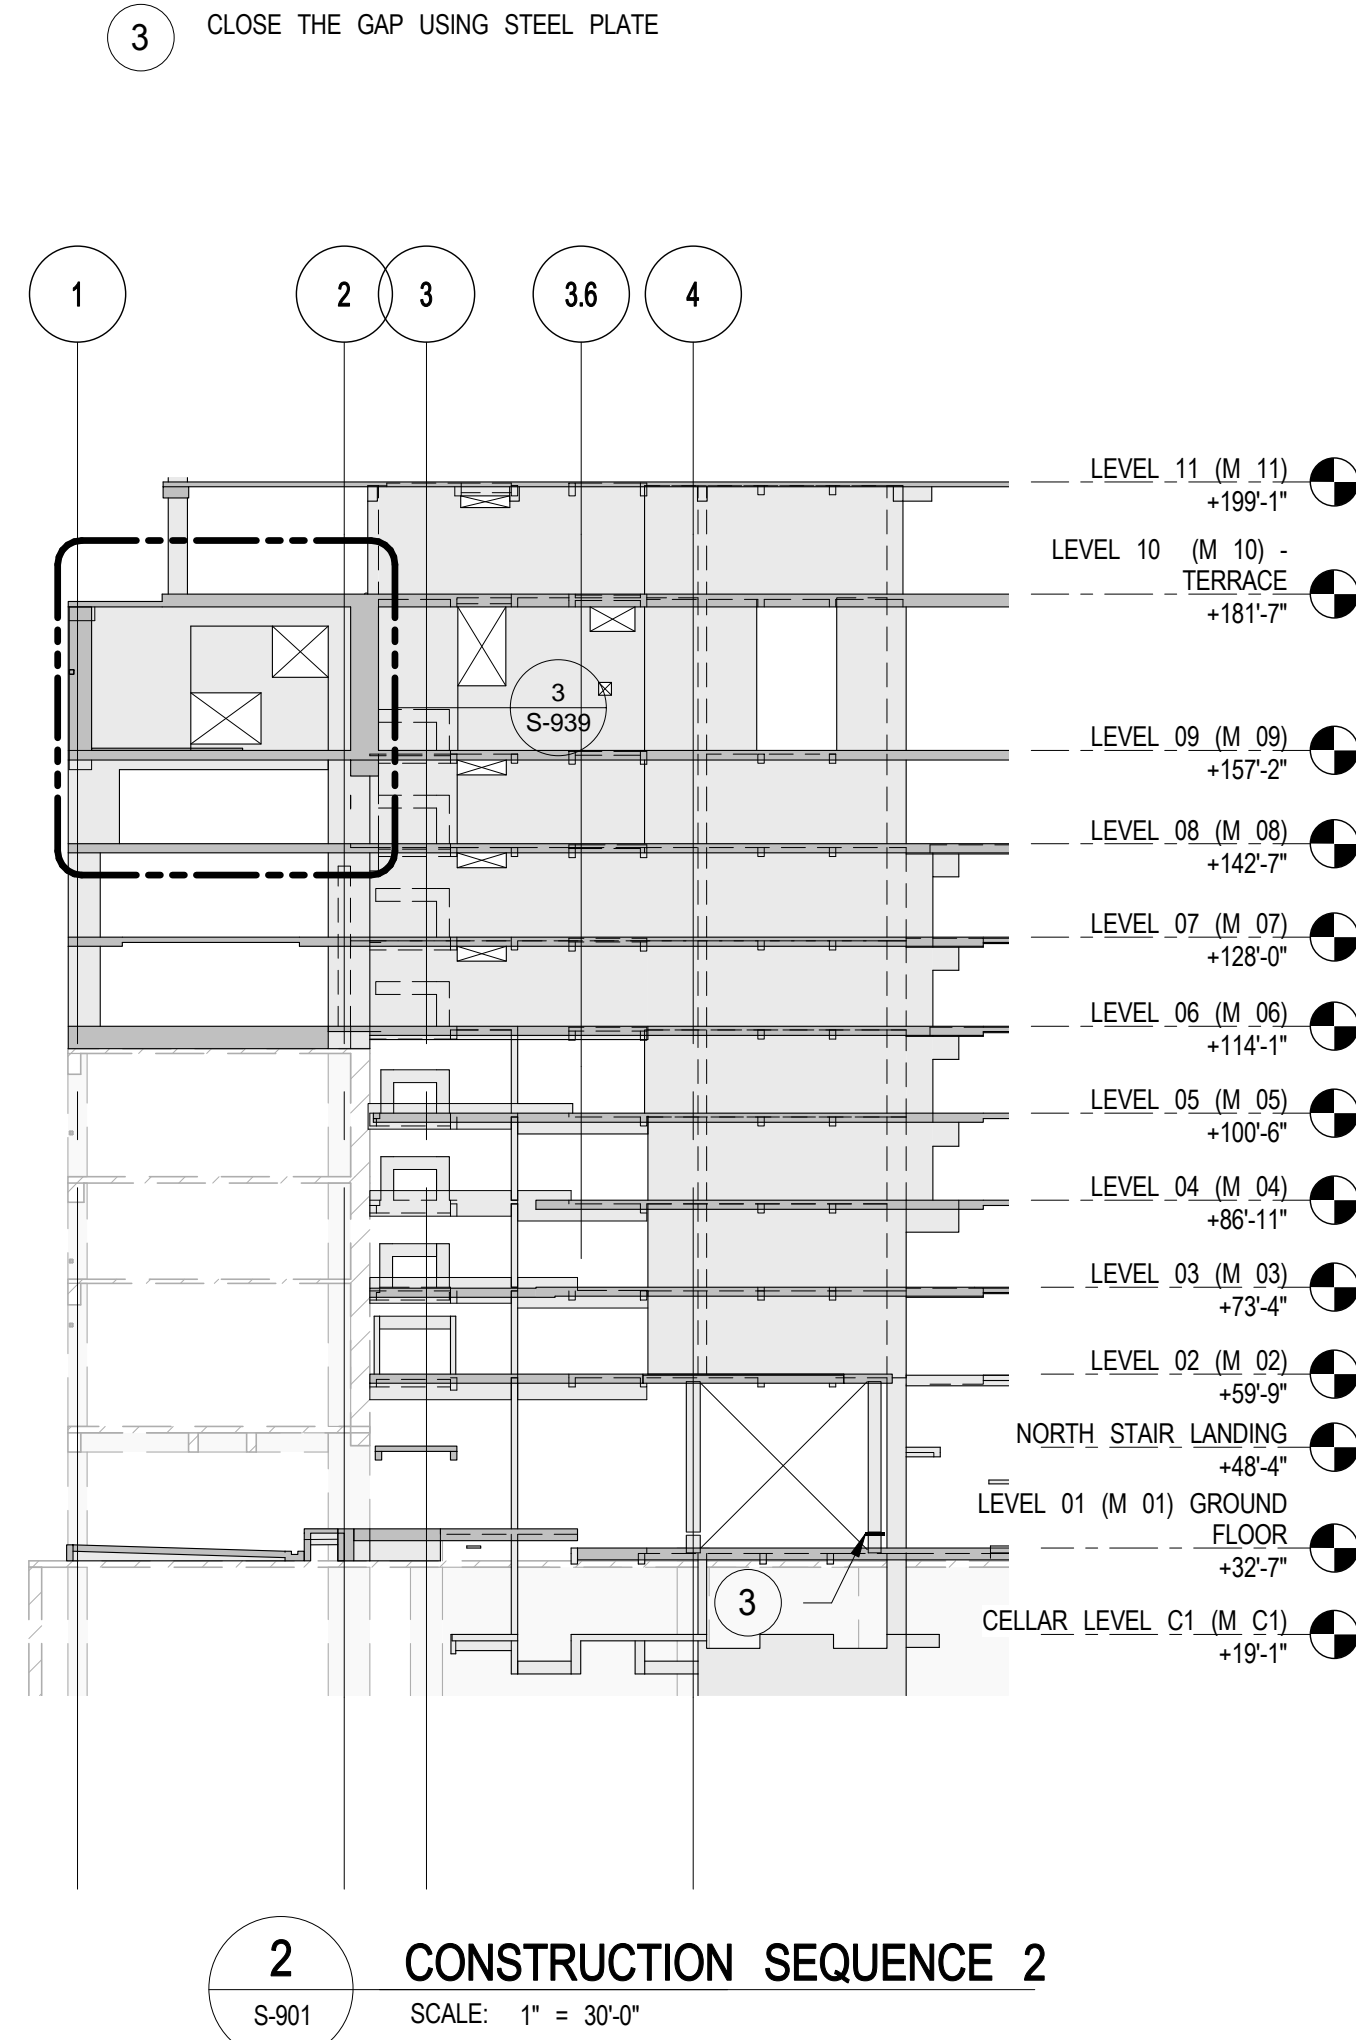 3 CLOSE THE GAP USING STEEL PLATE
1 2 3 3.6 4
LEVEL 11 (M 11)
+199'-1"
LEVEL 10 (M 10) -
TERRACE
+181'-7"
3
S-939
LEVEL 09 (M 09)
+157'-2"
LEVEL 08 (M 08)
+142'-7"
LEVEL 07 (M 07)
+128'-0"
LEVEL 06 (M 06)
+114'-1"
LEVEL 05 (M 05)
+100'-6"
LEVEL 04 (M 04)
+86'-11"
LEVEL 03 (M 03)
+73'-4"
LEVEL 02 (M 02)
+59'-9"
NORTH STAIR LANDING
+48'-4"
LEVEL 01 (M 01) GROUND
FLOOR
+32'-7"
3
CELLAR LEVEL C1 (M C1)
+19'-1"
2 CONSTRUCTION SEQUENCE 2
S-901 SCALE: 1" = 30'-0"